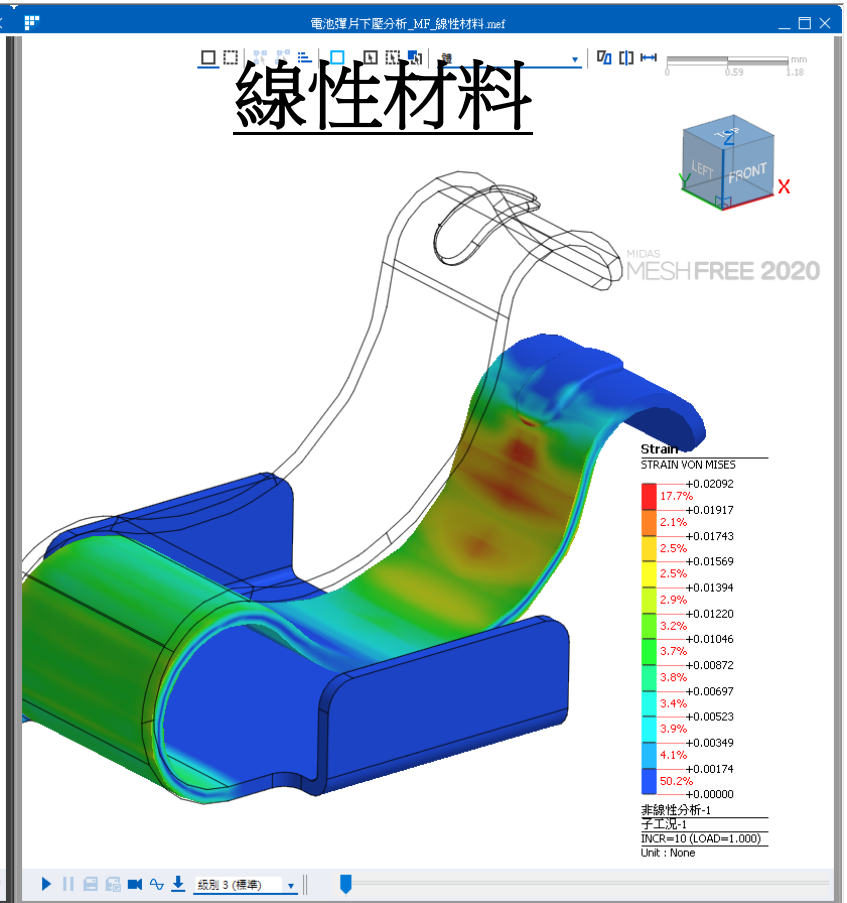 電池彈片下壓分析_MF_線性材料.mef
mm
0 0.59 1.18
線性材料
TOP
Z
LEFT FRONT
Y X
MIDAS
MESHFREE 2020
Strain
STRAIN VON MISES
+0.02092
17.7%
+0.01917
2.1%
+0.01743
2.5%
+0.01569
2.5%
+0.01394
2.9%
+0.01220
3.2%
+0.01046
3.7%
+0.00872
3.8%
+0.00697
3.4%
+0.00523
3.9%
+0.00349
4.1%
+0.00174
50.2%
+0.00000
非線性分析-1
子工況-1
INCR=10 (LOAD=1.000)
Unit : None
級別 3 (標準)